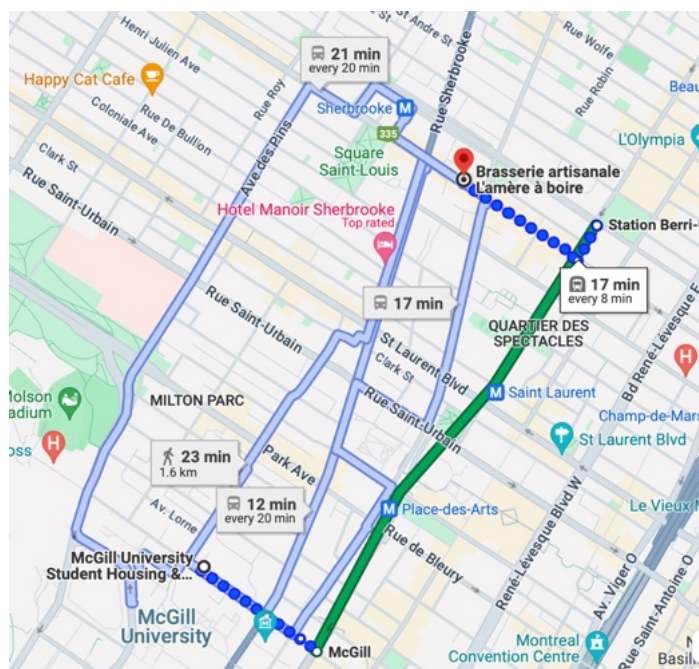 St Andre St
Rue Wolfe
Henri Julien Ave
21 min
every 20 min
Rue Roy
Rue Sherbrooke
Rue Robin
Beau
Happy Cat Cafe
Sherbrooke
M
Rue De Bullion
335
L'Olympia
Coloniale Ave
Square
Saint-Louis
Ave des Pins
Brasserie artisanale
L'amère à boire
Clark St
Rue Saint-Urbain
Hotel Manoir Sherbrooke
Top rated
Station Berri-
17 min
every 8 min
17 min
QUARTIER DES
SPECTACLES
Rue Saint-Urbain
St Laurent Blvd
Clark St
Bd René-Lévesque E
H
M
Saint Laurent
Molson
adium
MILTON PARC
Rue Saint-Urbain
Champ-de-Mars
oss
H
St Laurent Blvd
23 min
1.6 km
Park Ave
12 min
every 20 min
M
Place-des-Arts
Le Vieux
Av. Lorne
Rue de Bleury
René-Lévesque Blvd W
Av. Viger O
Rue Saint-Antoine O
McGill University
Student Housing &...
McGill
University
McGill
Montreal
Convention Centre
N
Basil